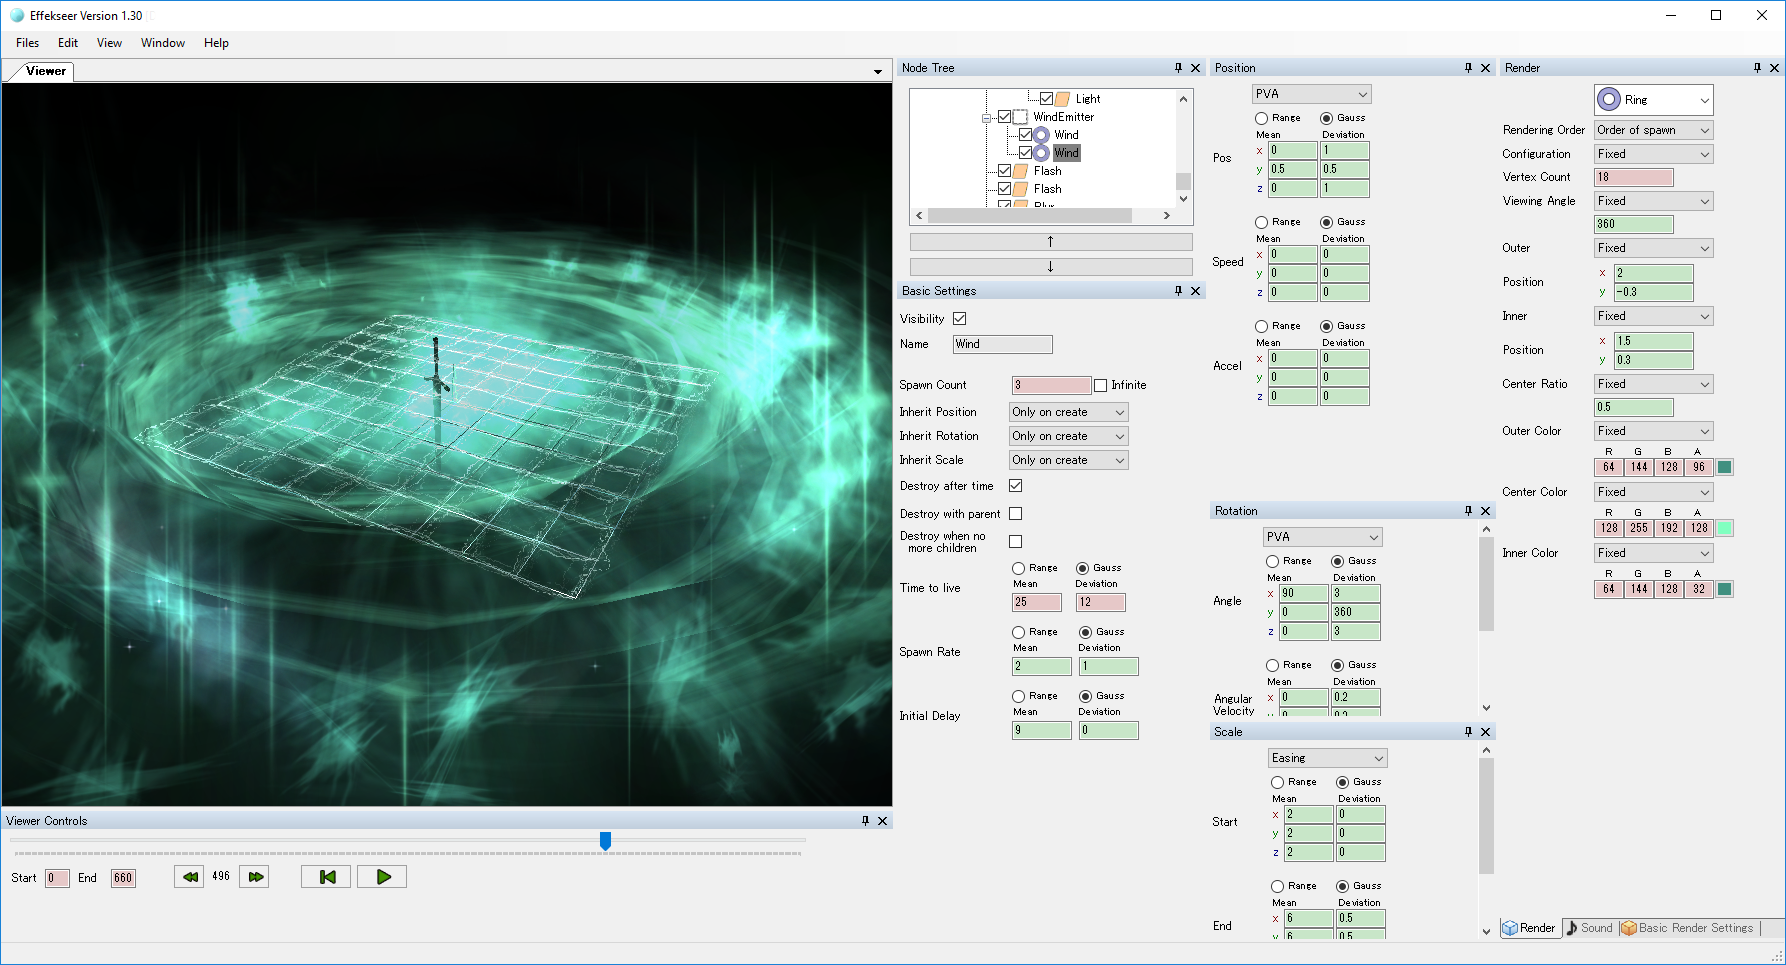 Effekseer Version 1.30
Files Edit View Window Help
Viewer
Node Tree
Light
WindEmitter
Wind
Wind
Flash
Flash
Blur
↑
↓
Basic Settings
Visibility
Name Wind
Spawn Count 3 Infinite
Inherit Position Only on create
Inherit Rotation Only on create
Inherit Scale Only on create
Destroy after time
Destroy with parent
Destroy when no
more children
Range Gauss
Mean Deviation
Time to live 25 12
Range Gauss
Mean Deviation
Spawn Rate 2 1
Range Gauss
Mean Deviation
Initial Delay 9 0
Position
PVA
Range Gauss
Mean Deviation
Pos
x 0 1
y 0.5 0.5
z 0 1
Range Gauss
Mean Deviation
Speed
x 0 0
y 0 0
z 0 0
Range Gauss
Mean Deviation
Accel
x 0 0
y 0 0
z 0 0
Rotation
PVA
Range Gauss
Mean Deviation
Angle
x 90 3
y 0 360
z 0 3
Range Gauss
Mean Deviation
Angular
Velocity
x 0 0.2
y 0 0.2
Scale
Easing
Range Gauss
Mean Deviation
Start
x 2 0
y 2 0
z 2 0
Range Gauss
Mean Deviation
End
x 6 0.5
y 6 0.5
Render
Ring
Rendering Order Order of spawn
Configuration Fixed
Vertex Count 18
Viewing Angle Fixed
360
Outer Fixed
Position
x 2
y -0.3
Inner Fixed
Position
x 1.5
y 0.3
Center Ratio Fixed
0.5
Outer Color Fixed
R G B A
64 144 128 96
Center Color Fixed
R G B A
128 255 192 128
Inner Color Fixed
R G B A
64 144 128 32
Render Sound Basic Render Settings
Viewer Controls
Start 0 End 660 496